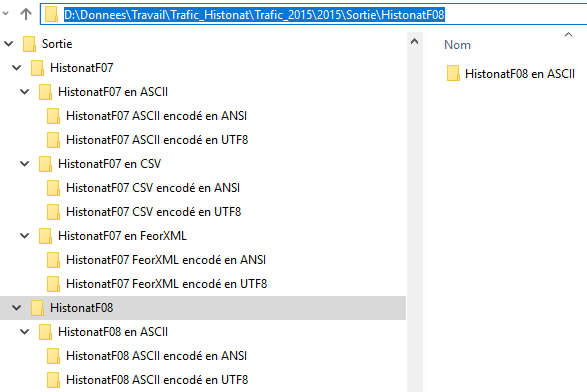 D:\Donnees\Travail\Trafic_Histonat\Trafic_2015\2015\Sortie\HistonatF08
Sortie
HistonatF07
HistonatF07 en ASCII
HistonatF07 ASCII encodé en ANSI
HistonatF07 ASCII encodé en UTF8
HistonatF07 en CSV
HistonatF07 CSV encodé en ANSI
HistonatF07 CSV encodé en UTF8
HistonatF07 en FeorXML
HistonatF07 FeorXML encodé en ANSI
HistonatF07 FeorXML encodé en UTF8
HistonatF08
HistonatF08 en ASCII
HistonatF08 ASCII encodé en ANSI
HistonatF08 ASCII encodé en UTF8
Nom
HistonatF08 en ASCII